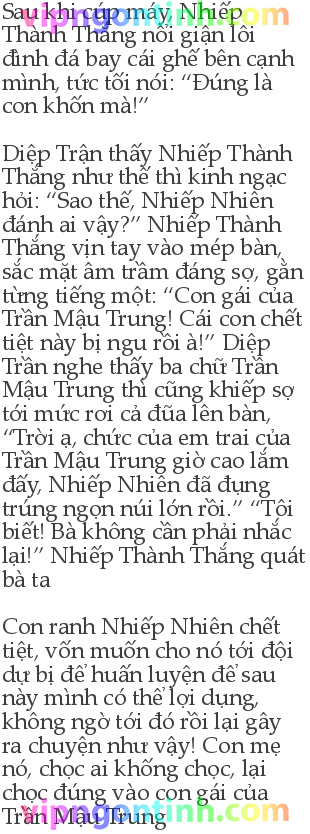 Sau khi cúp máy, Nhiếp
vipngontinh.com
Thành Thắng nổi giận lôi
đình đá bay cái ghế bên cạnh
mình, tức tối nói: “Đúng là
con khốn mà!”
Diệp Trận thấy Nhiếp Thành
Thắng như thế thì kinh ngạc
hỏi: “Sao thế, Nhiếp Nhiên
đánh ai vậy?” Nhiếp Thành
Thắng vịn tay vào mép bàn,
sắc mặt âm trầm đáng sợ, gằn
từng tiếng một: “Con gái của
Trần Mậu Trung! Cái con chết
tiệt này bị ngu rồi à!” Diệp
Trần nghe thấy ba chữ Trần
Mậu Trung thì cũng khiếp sợ
tới mức rơi cả đũa lên bàn,
“Trời ạ, chức của em trai của
Trần Mậu Trung giờ cao lắm
đấy, Nhiếp Nhiên đã đụng
trúng ngọn núi lớn rồi.” “Tôi
biết! Bà không cần phải nhắc
lại!” Nhiếp Thành Thắng quát
bà ta
Con ranh Nhiếp Nhiên chết
tiệt, vốn muốn cho nó tới đội
dự bị để huấn luyện để sau
này mình có thể lợi dụng,
không ngờ tới đó rồi lại gây
ra chuyện như vậy! Con mẹ
nó, chọc ai khống chọc, lại
chọc đúng vào con gái của
Trần Mậu Trung
vipngontinh.com